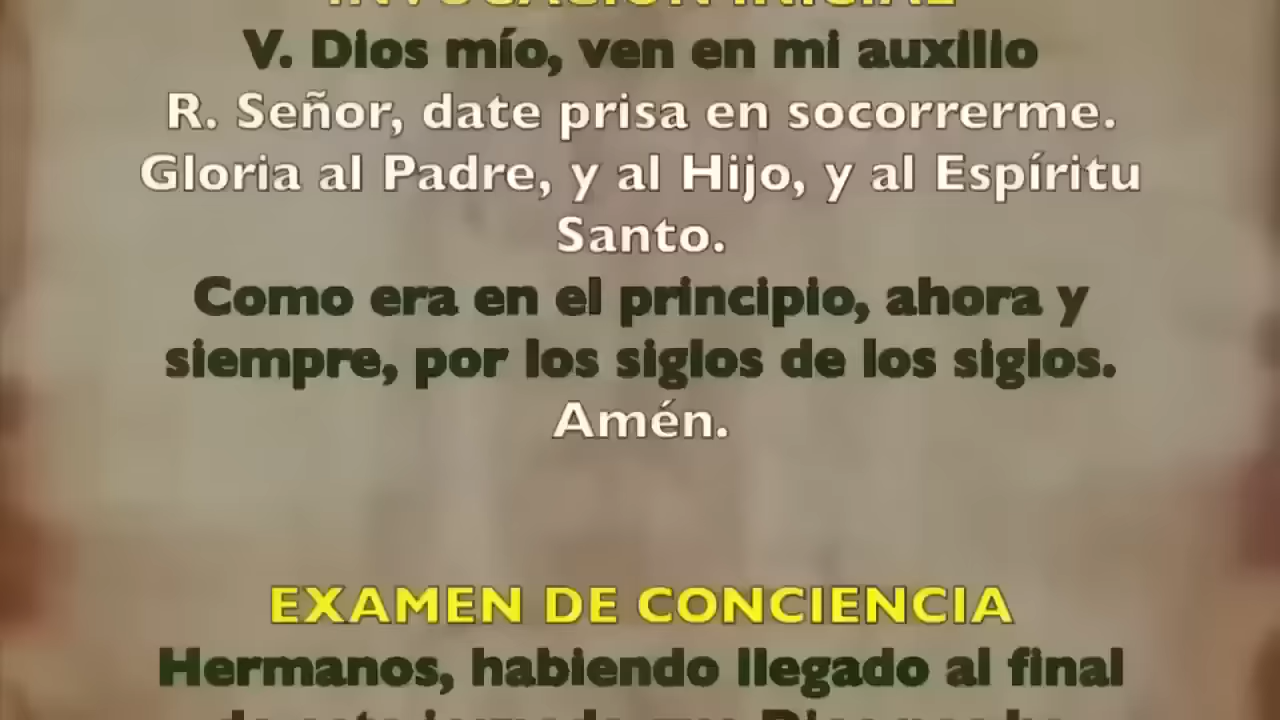 INVOCACIÓN INICIAL
V. Dios mío, ven en mi auxilio
R. Señor, date prisa en socorrerme.
Gloria al Padre, y al Hijo, y al Espíritu
Santo.
Como era en el principio, ahora y
siempre, por los siglos de los siglos.
Amén.
EXAMEN DE CONCIENCIA
Hermanos, habiendo llegado al final